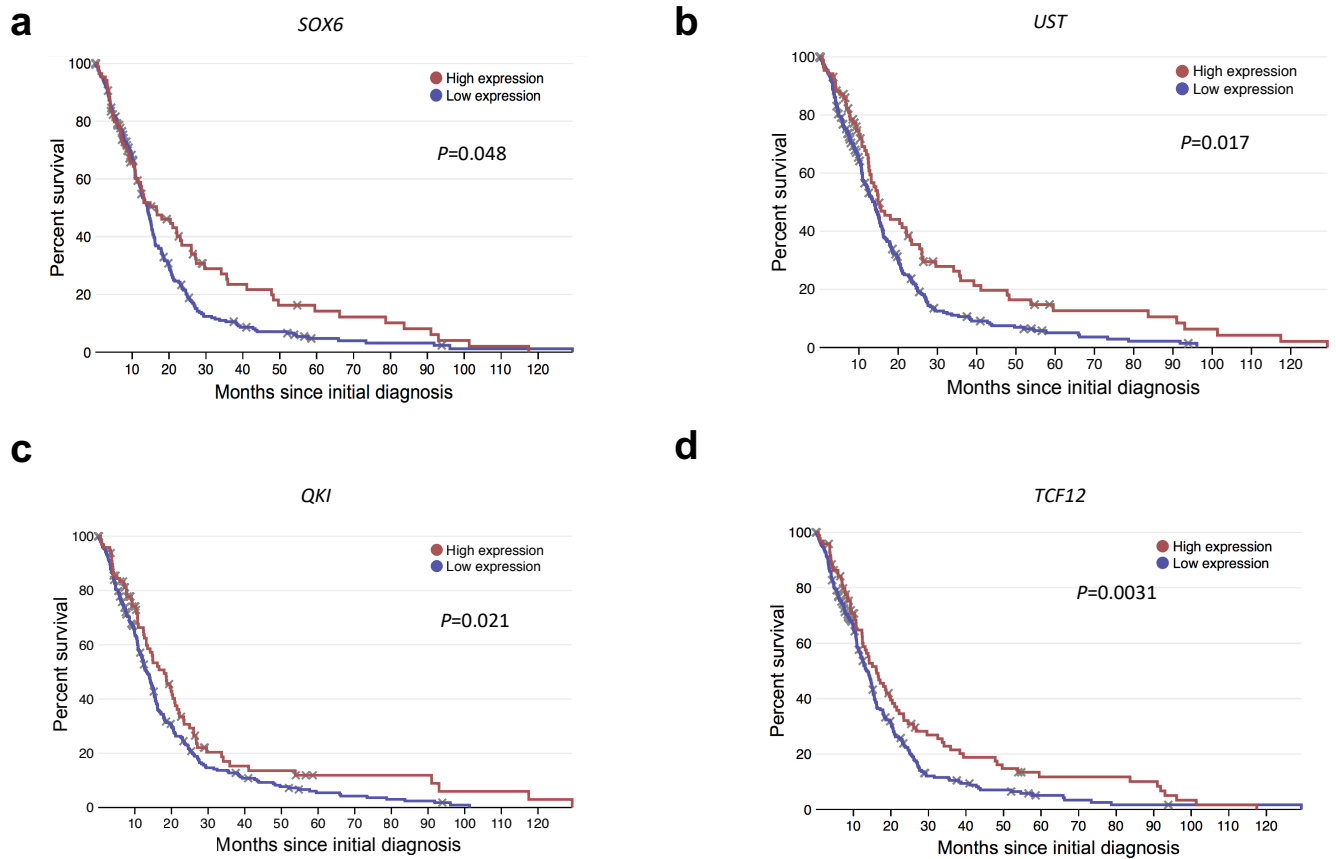 a
SOX6
100
80
60
40
20
0
Percent survival
High expression
Low expression
P=0.048
10 20 30 40 50 60 70 80 90 100 110 120
Months since initial diagnosis
b
UST
100
80
60
40
20
0
Percent survival
High expression
Low expression
P=0.017
10 20 30 40 50 60 70 80 90 100 110 120
Months since initial diagnosis
c
QKI
100
80
60
40
20
0
Percent survival
High expression
Low expression
P=0.021
10 20 30 40 50 60 70 80 90 100 110 120
Months since initial diagnosis
d
TCF12
100
80
60
40
20
0
Percent survival
High expression
Low expression
P=0.0031
10 20 30 40 50 60 70 80 90 100 110 120
Months since initial diagnosis